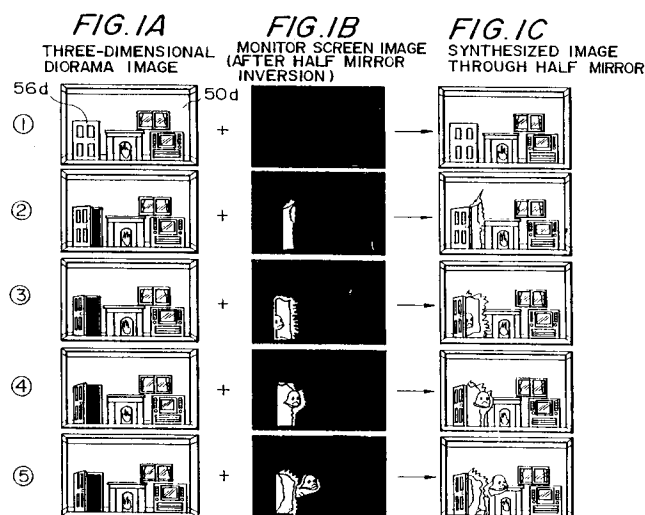 FIG.1A
THREE-DIMENSIONAL
DIORAMA IMAGE
FIG.1B
MONITOR SCREEN IMAGE
(AFTER HALF MIRROR
INVERSION)
FIG.1C
SYNTHESIZED IMAGE
THROUGH HALF MIRROR
56d
50d
① +
② +
③ +
④ +
⑤ +